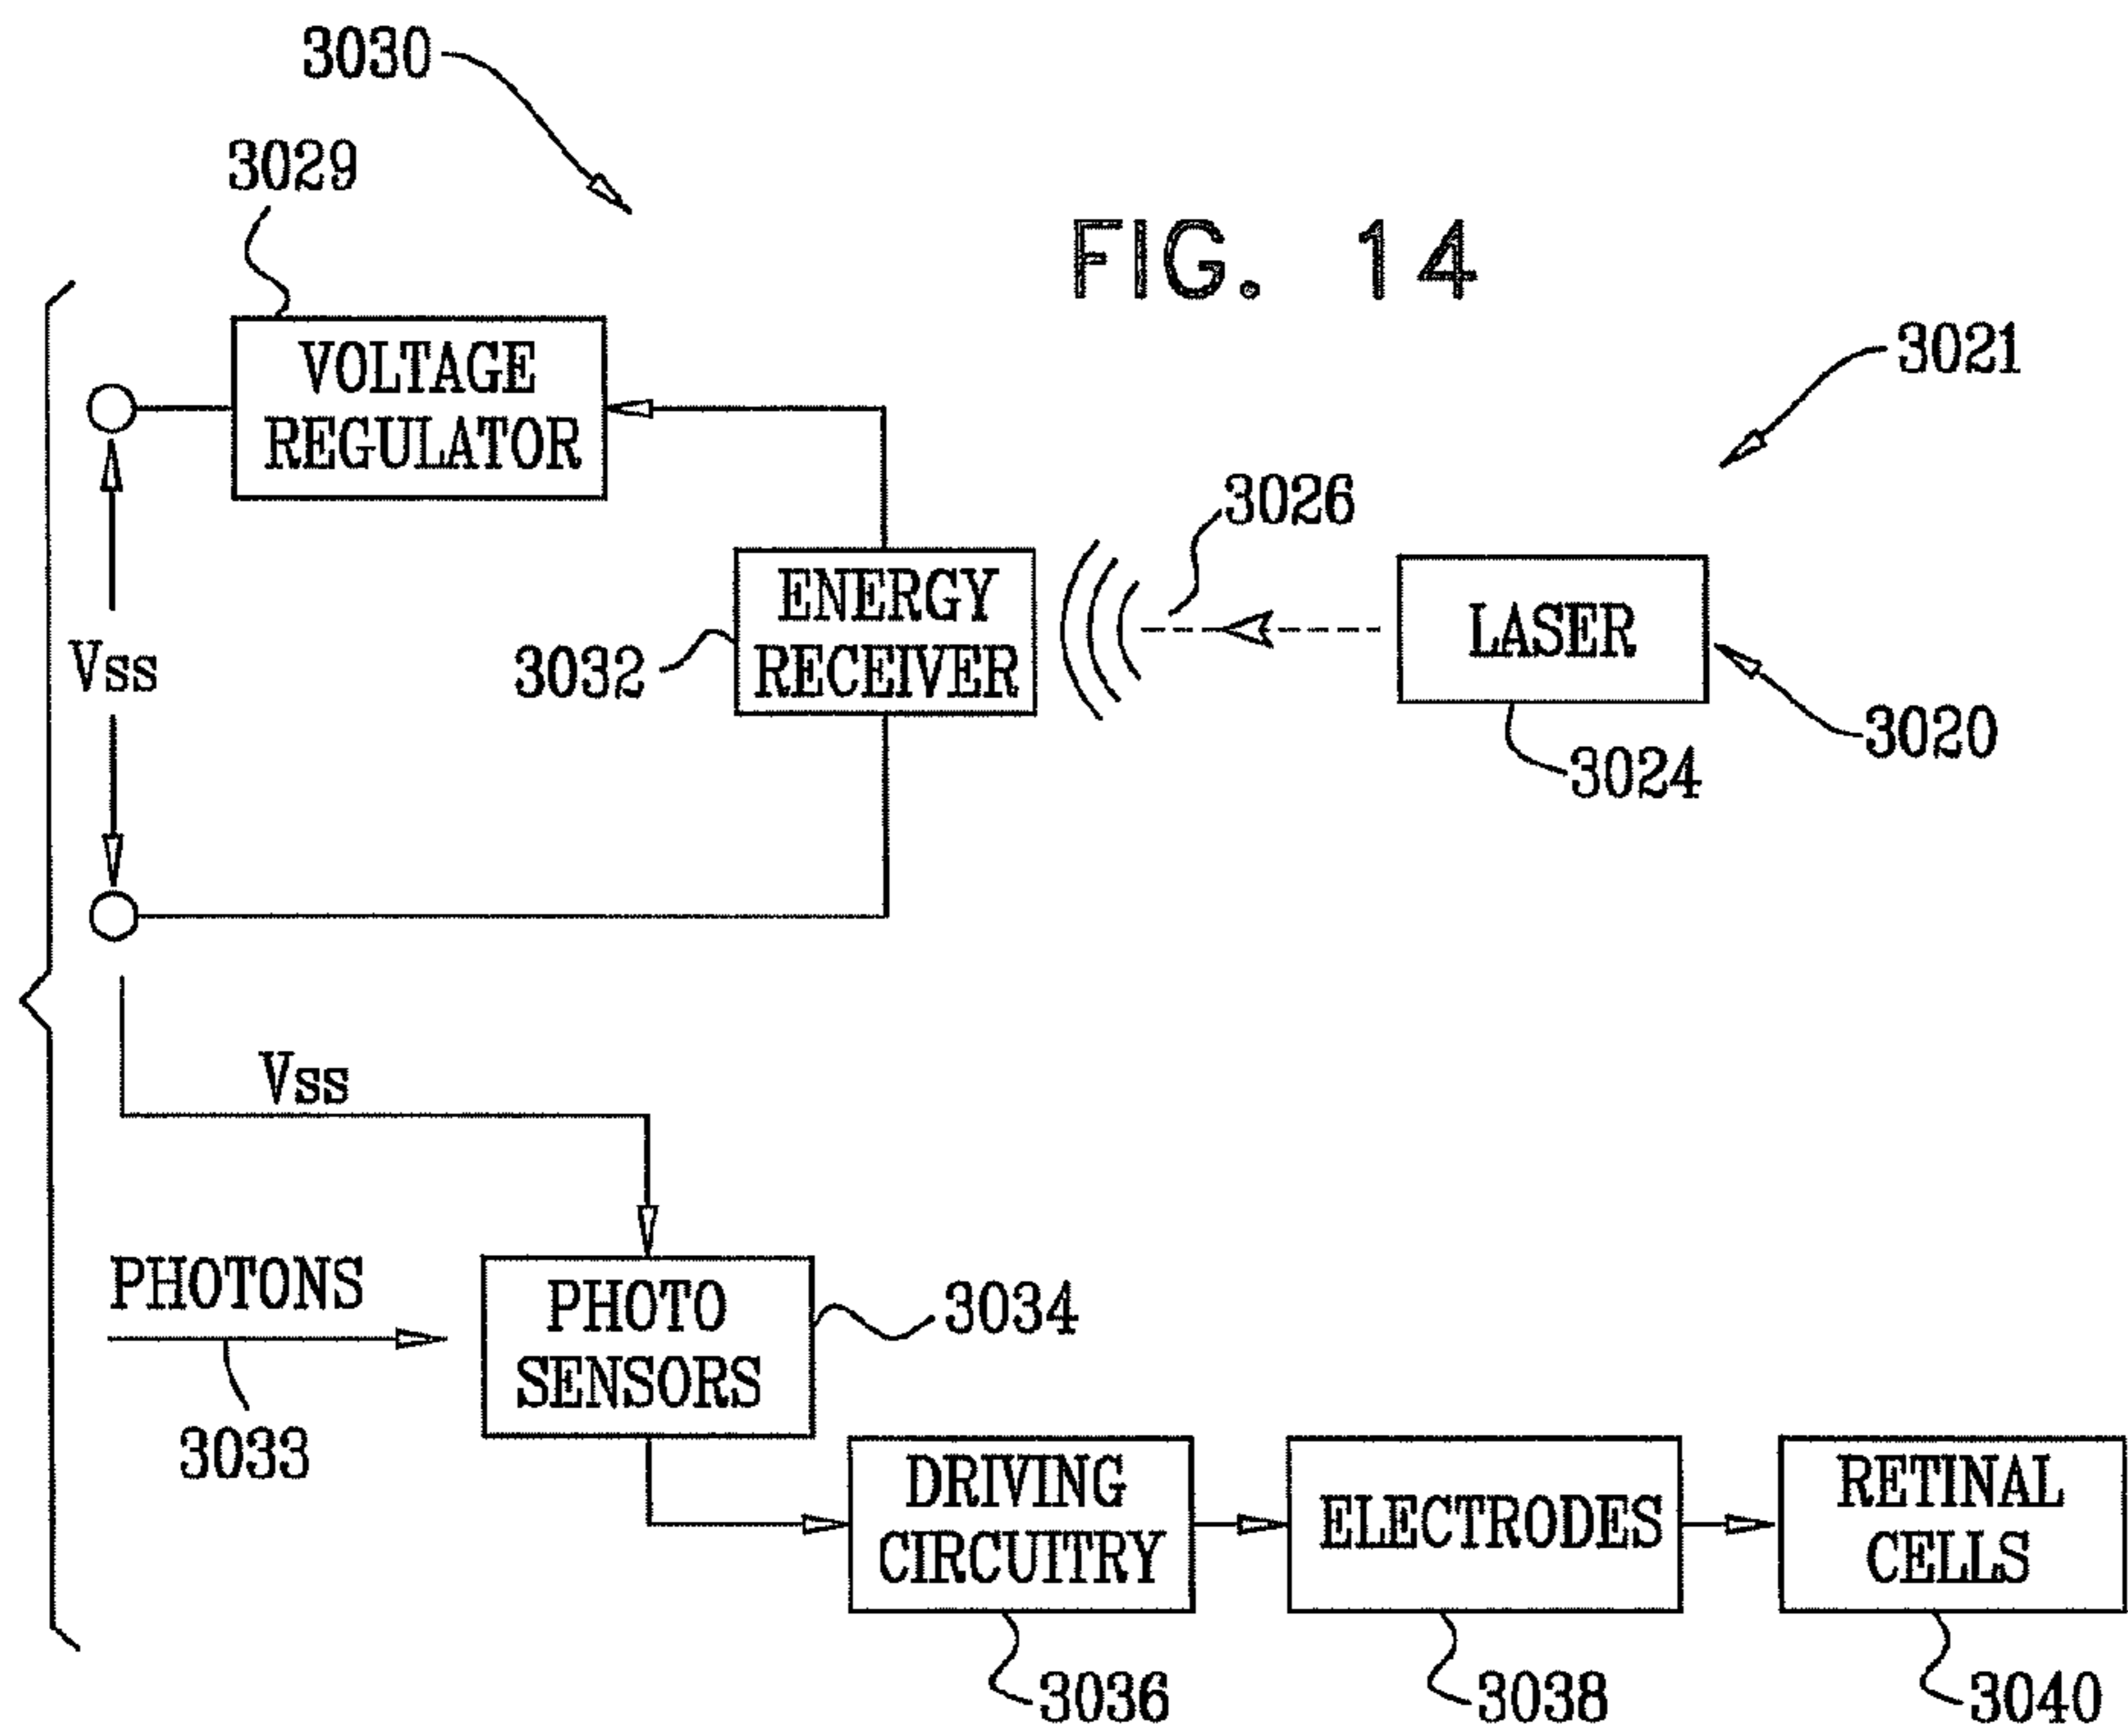 3030
3029
FIG. 14
VOLTAGE
REGULATOR
3021
3026
ENERGY
RECEIVER
LASER
Vss
3032
3020
3024
Vss
PHOTONS
PHOTO
SENSORS
3034
3033
DRIVING
CIRCUITRY
ELECTRODES
RETINAL
CELLS
3036
3038
3040